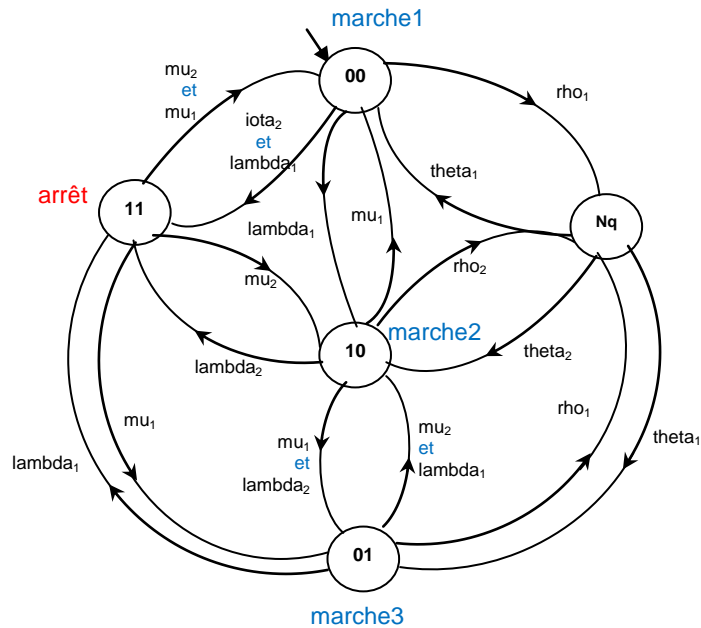 marche1
00
mu₂
et
mu₁
rho₁
iota₂
et
lambda₁
theta₁
arrêt
11
lambda₁
mu₁
Nq
mu₂
rho₂
10
marche2
lambda₂
theta₂
mu₁
mu₁
et
lambda₂
mu₂
et
lambda₁
rho₁
theta₁
lambda₁
01
marche3